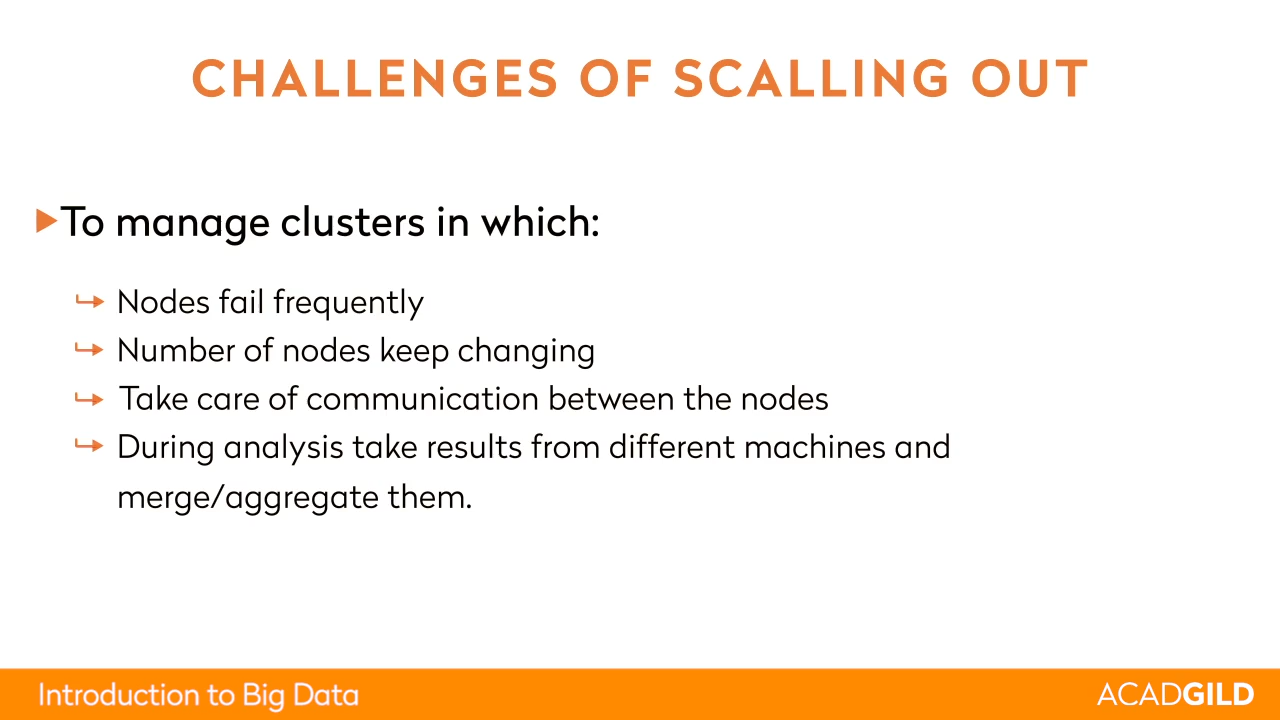 CHALLENGES OF SCALLING OUT
To manage clusters in which:
Nodes fail frequently
Number of nodes keep changing
Take care of communication between the nodes
During analysis take results from different machines and
merge/aggregate them.
Introduction to Big Data
ACADGILD